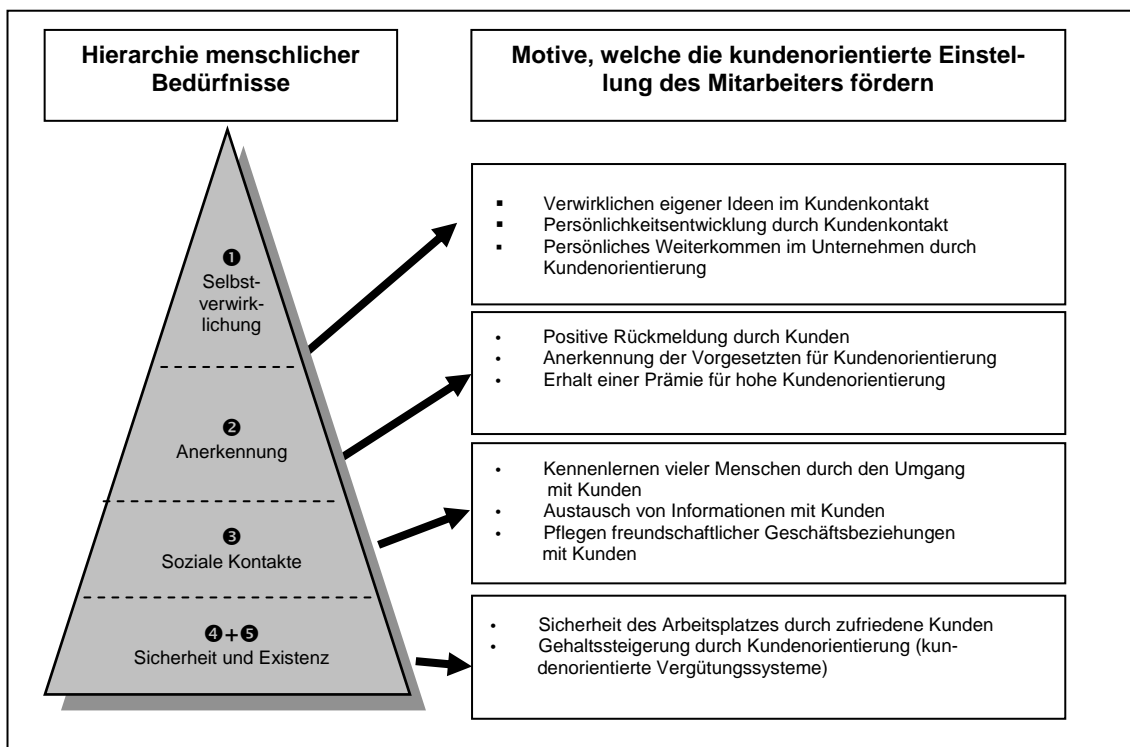 Hierarchie menschlicher
Bedürfnisse
Motive, welche die kundenorientierte Einstel-
lung des Mitarbeiters fördern
❶
Selbst-
verwirk-
lichung
▪ Verwirklichen eigener Ideen im Kundenkontakt
▪ Persönlichkeitsentwicklung durch Kundenkontakt
▪ Persönliches Weiterkommen im Unternehmen durch
Kundenorientierung
❷
Anerkennung
• Positive Rückmeldung durch Kunden
• Anerkennung der Vorgesetzten für Kundenorientierung
• Erhalt einer Prämie für hohe Kundenorientierung
❸
Soziale Kontakte
• Kennenlernen vieler Menschen durch den Umgang
mit Kunden
• Austausch von Informationen mit Kunden
• Pflegen freundschaftlicher Geschäftsbeziehungen
mit Kunden
❹+❺
Sicherheit und Existenz
• Sicherheit des Arbeitsplatzes durch zufriedene Kunden
• Gehaltssteigerung durch Kundenorientierung (kun-
denorientierte Vergütungssysteme)